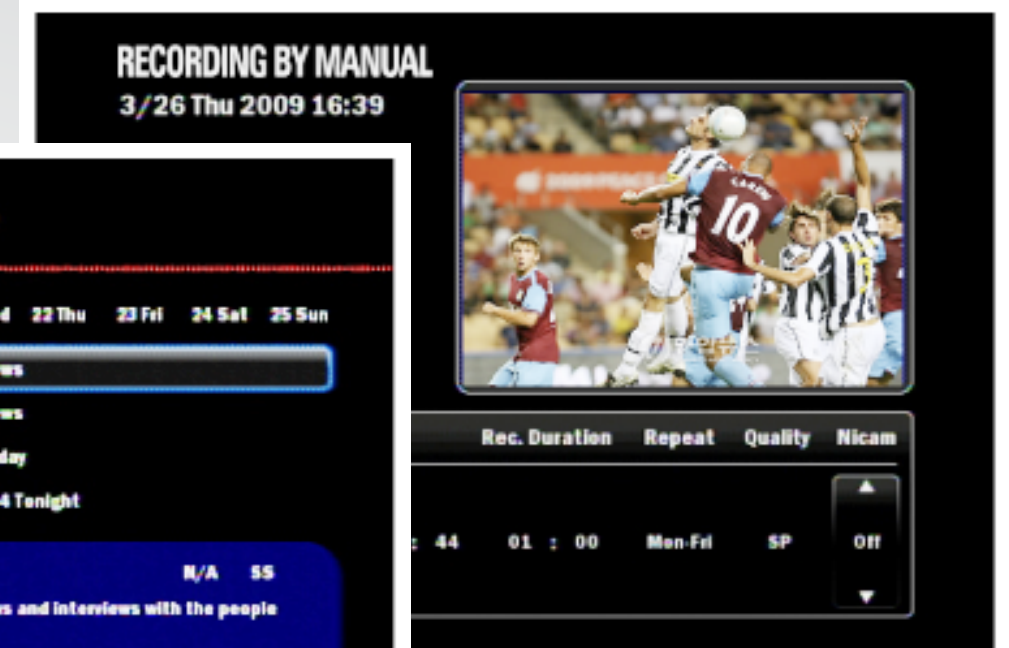 RECORDING BY MANUAL
3/26 Thu 2009 16:39
CAREW
10
22 Thu 23 Fri 24 Sat 25 Sun
4 Tonight
N/A SS
and interviews with the people
Rec. Duration Repeat Quality Nicam
: 44 01 : 00 Mon-Fri SP Off